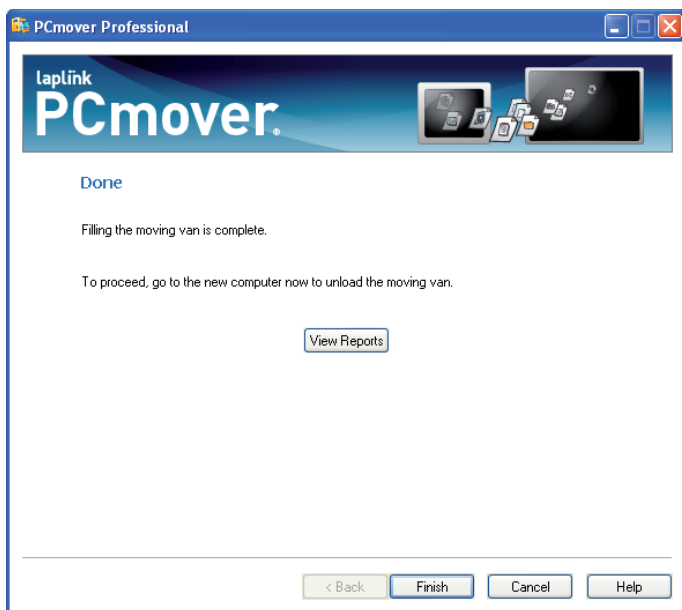 PCmover Professional
laplink
PCmover®
Done
Filling the moving van is complete.
To proceed, go to the new computer now to unload the moving van.
View Reports
< Back Finish Cancel Help